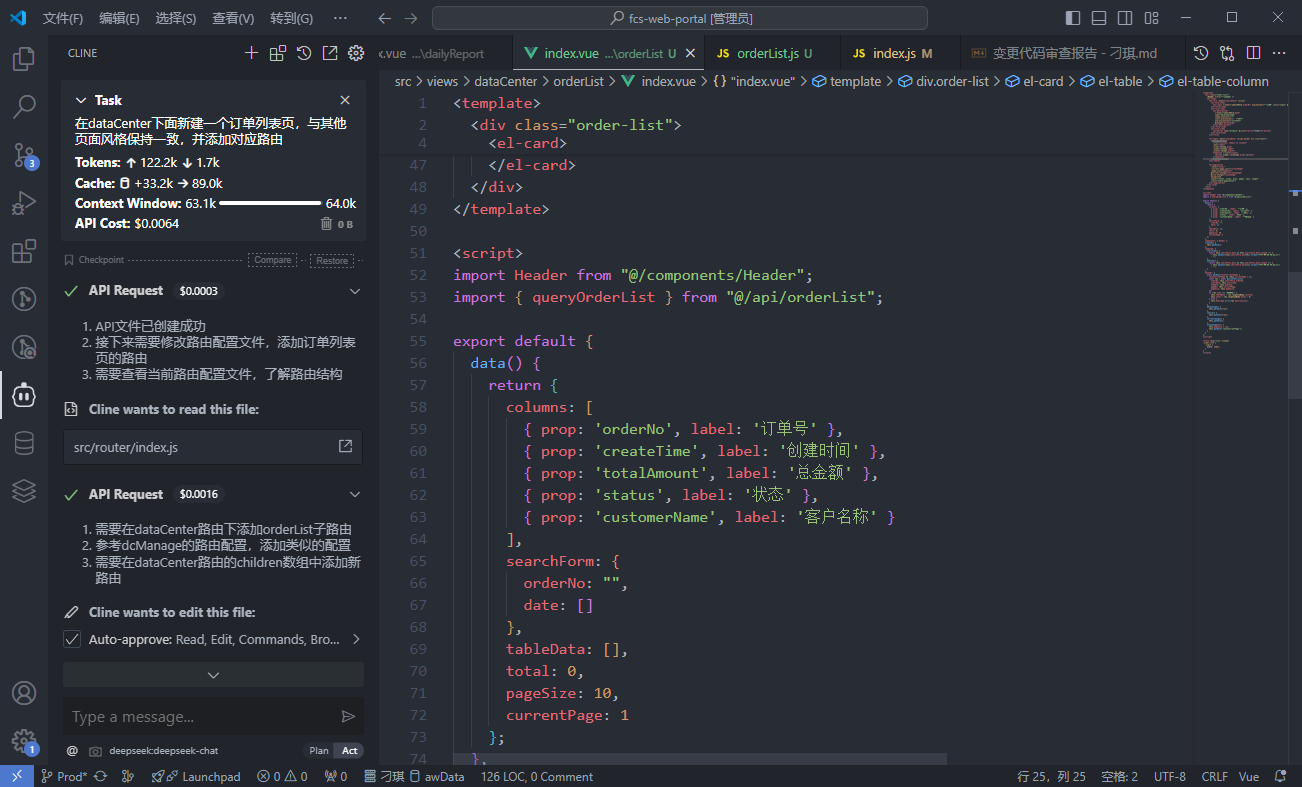 文件(F) 编辑(E) 选择(S) 查看(V) 转到(G) ··· fcs-web-portal [管理员]
CLINE
Task
在dataCenter下面新建一个订单列表页，与其他
页面风格保持一致，并添加对应路由
Tokens: ↑ 122.2k ↓ 1.7k
Cache: +33.2k → 89.0k
Context Window: 63.1k 64.0k
API Cost: $0.0064 0 B
Checkpoint Compare Restore
API Request $0.0003
1. API文件已创建成功
2. 接下来需要修改路由配置文件，添加订单列表
页的路由
3. 需要查看当前路由配置文件，了解路由结构
Cline wants to read this file:
src/router/index.js
API Request $0.0016
1. 需要在dataCenter路由下添加orderList子路由
2. 参考dcManage的路由配置，添加类似的配置
3. 需要在dataCenter路由的children数组中添加新
路由
Cline wants to edit this file:
Auto-approve: Read, Edit, Commands, Bro...
Type a message...
@ deepseek:deepseek-chat Plan Act
3
1
x.vue ...\dailyReport index.vue ...\orderList U JS orderList.js U JS index.js M 变更代码审查报告 - 刁琪.md ···
src > views > dataCenter > orderList > index.vue > {} "index.vue" > template > div.order-list > el-card > el-table > el-table-column
1 <template>
2 <div class="order-list">
4 <el-card>
47 </el-card>
48 </div>
49 </template>
50
51 <script>
52 import Header from "@/components/Header";
53 import { queryOrderList } from "@/api/orderList";
54
55 export default {
56 data() {
57 return {
58 columns: [
59 { prop: 'orderNo', label: '订单号' },
60 { prop: 'createTime', label: '创建时间' },
61 { prop: 'totalAmount', label: '总金额' },
62 { prop: 'status', label: '状态' },
63 { prop: 'customerName', label: '客户名称' }
64 ],
65 searchForm: {
66 orderNo: "",
67 date: []
68 },
69 tableData: [],
70 total: 0,
71 pageSize: 10,
72 currentPage: 1
73 };
74 },
Prod* Launchpad 0 0 0 刁琪 awData 126 LOC, 0 Comment 行 25，列 25 空格: 2 UTF-8 CRLF Vue